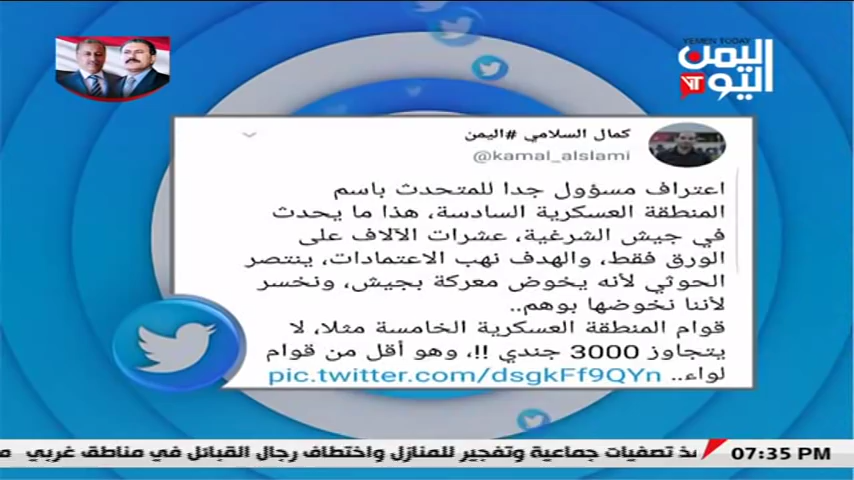 YEMEN TODAY
اليمن
اليوم
كمال السلامي #اليمن
@kamal_alslami
اعتراف مسؤول جدا للمتحدث باسم
المنطقة العسكرية السادسة، هذا ما يحدث
في جيش الشرغية، عشرات الآلاف على
الورق فقط، والهدف نهب الاعتمادات، ينتصر
الحوثي لأنه يخوض معركة بجيش، ونخسر
لأننا نخوضها بوهم..
قوام المنطقة العسكرية الخامسة مثلا، لا
يتجاوز 3000 جندي !!، وهو أقل من قوام
لواء.. pic.twitter.com/dsgkFf9QYn
تصفيات جماعية وتفجير للمنازل واختطاف رجال القبائل في مناطق غربي
07:35 PM